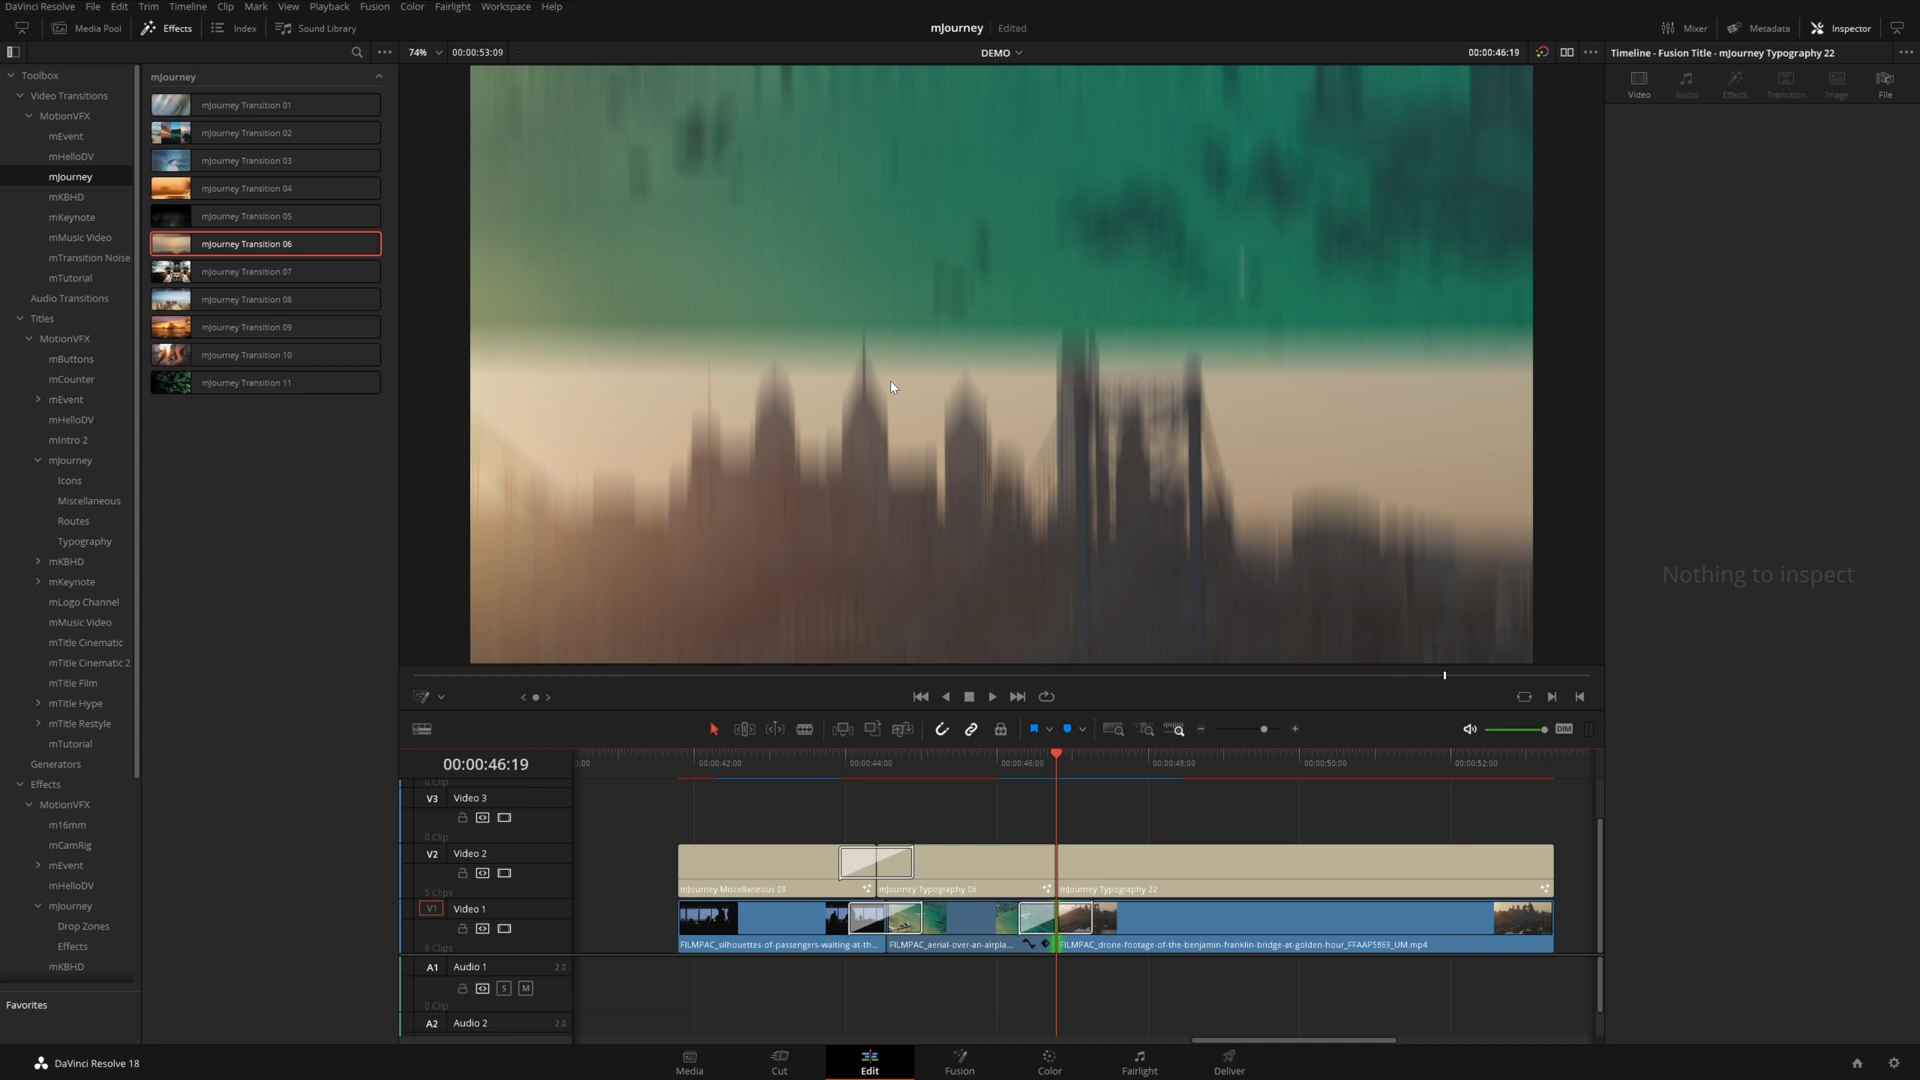 DaVinci Resolve File Edit Trim Timeline Clip Mark View Playback Fusion Color Fairlight Workspace Help
Media Pool Effects Index Sound Library
mJourney Edited
Mixer Metadata Inspector
74% 00:00:53:09
DEMO
00:00:46:19
Timeline - Fusion Title - mJourney Typography 22
Video Audio Effects Transition Image File
Nothing to inspect
Toolbox
Video Transitions
MotionVFX
mEvent
mHelloDV
mJourney
mKBHD
mKeynote
mMusic Video
mTransition Noise
mTutorial
Audio Transitions
Titles
MotionVFX
mButtons
mCounter
mEvent
mHelloDV
mIntro 2
mJourney
Icons
Miscellaneous
Routes
Typography
mKBHD
mKeynote
mLogo Channel
mMusic Video
mTitle Cinematic
mTitle Cinematic 2
mTitle Film
mTitle Hype
mTitle Restyle
mTutorial
Generators
Effects
MotionVFX
m16mm
mCamRig
mEvent
mHelloDV
mJourney
Drop Zones
Effects
mKBHD
Favorites
mJourney
mJourney Transition 01
mJourney Transition 02
mJourney Transition 03
mJourney Transition 04
mJourney Transition 05
mJourney Transition 06
mJourney Transition 07
mJourney Transition 08
mJourney Transition 09
mJourney Transition 10
mJourney Transition 11
DIM
00:00:46:19
00:00:42:00 00:00:44:00 00:00:46:00 00:00:48:00 00:00:50:00 00:00:52:00
0 Clip
V3 Video 3
0 Clip
V2 Video 2
5 Clips
mJourney Miscellaneous 09 mJourney Typography 06 mJourney Typography 22
V1 Video 1
8 Clips
FILMPAC_silhouettes-of-passengers-waiting-at-th... FILMPAC_aerial-over-an-airpla... FILMPAC_drone-footage-of-the-benjamin-franklin-bridge-at-golden-hour_FFAAP5869_UM.mp4
A1 Audio 1 2.0
S M
0 Clip
A2 Audio 2 2.0
DaVinci Resolve 18
Media Cut Edit Fusion Color Fairlight Deliver